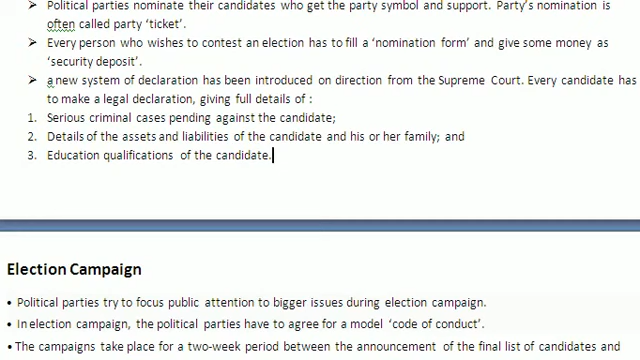 ➢ Political parties nominate their candidates who get the party symbol and support. Party’s nomination is
often called party ‘ticket’.
➢ Every person who wishes to contest an election has to fill a ‘nomination form’ and give some money as
‘security deposit’.
➢ a new system of declaration has been introduced on direction from the Supreme Court. Every candidate has
to make a legal declaration, giving full details of :
1. Serious criminal cases pending against the candidate;
2. Details of the assets and liabilities of the candidate and his or her family; and
3. Education qualifications of the candidate.
Election Campaign
• Political parties try to focus public attention to bigger issues during election campaign.
• In election campaign, the political parties have to agree for a model ‘code of conduct’.
• The campaigns take place for a two-week period between the announcement of the final list of candidates and